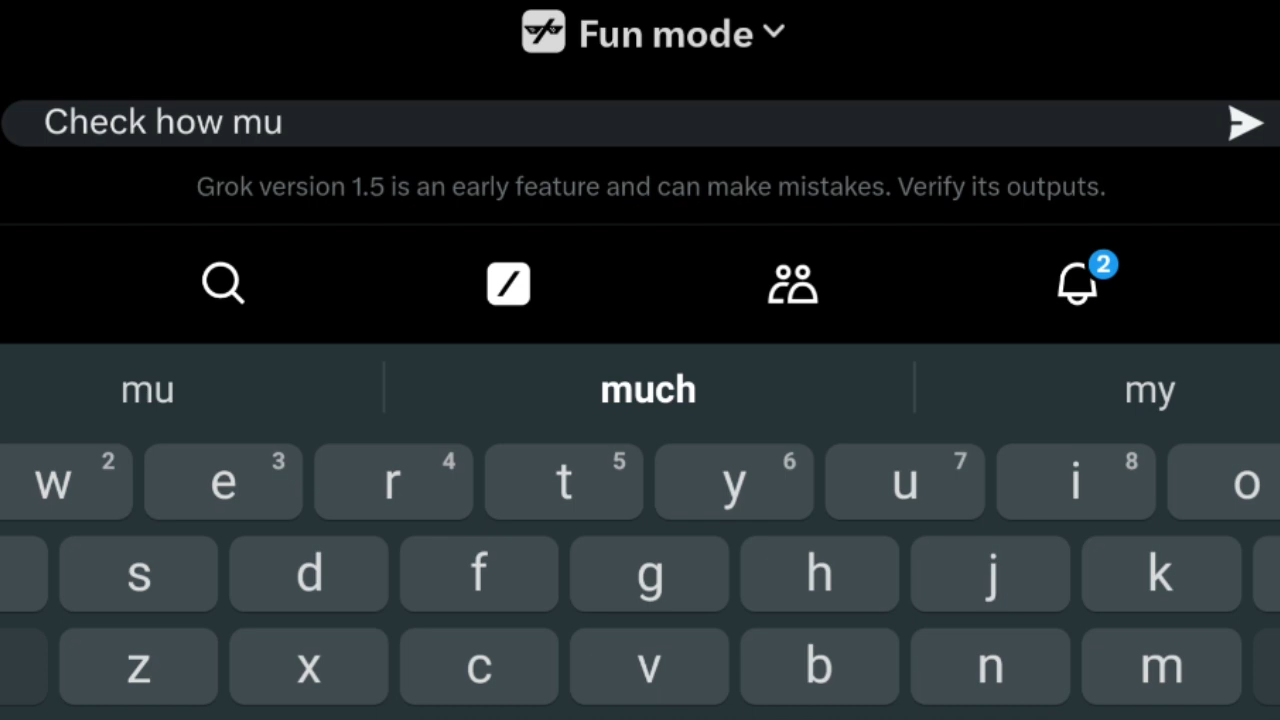 Fun mode
Check how mu
Grok version 1.5 is an early feature and can make mistakes. Verify its outputs.
2
mu much my
w 2 e 3 r 4 t 5 y 6 u 7 i 8 o
s d f g h j k
z x c v b n m